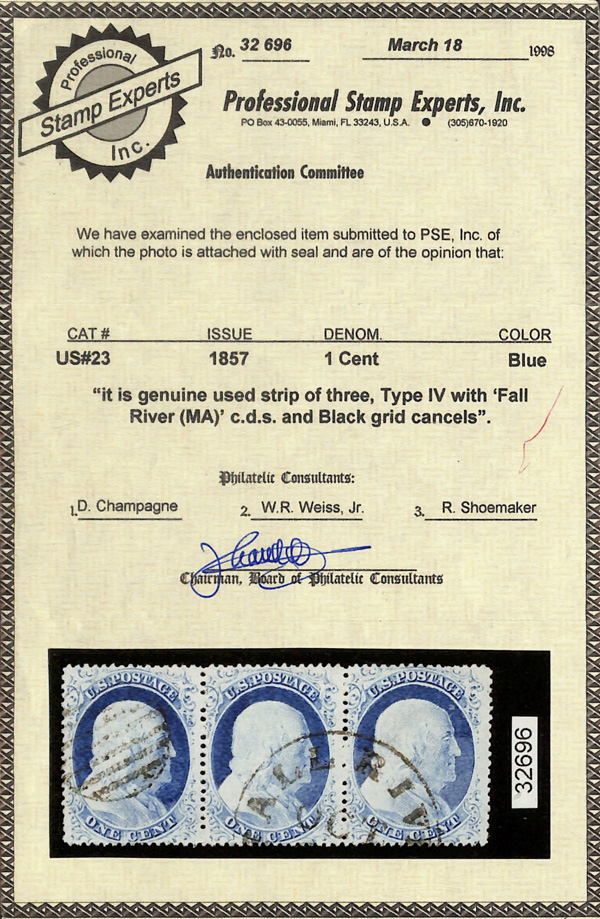 Professional
Stamp Experts
Inc.
No. 32 696 March 18 1998
Professional Stamp Experts, Inc.
PO Box 43-0055, Miami, FL 33243, U.S.A. ● (305)670-1920
Authentication Committee
We have examined the enclosed item submitted to PSE, Inc. of
which the photo is attached with seal and are of the opinion that:
CAT # ISSUE DENOM. COLOR
US#23 1857 1 Cent Blue
“it is genuine used strip of three, Type IV with ‘Fall
River (MA)’ c.d.s. and Black grid cancels”.
Philatelic Consultants:
1. D. Champagne 2. W.R. Weiss, Jr. 3. R. Shoemaker
Chairman, Board of Philatelic Consultants
U.S. POSTAGE U.S. POSTAGE U.S. POSTAGE
ALL RIV
OCT
ONE CENT ONE CENT ONE CENT
32696